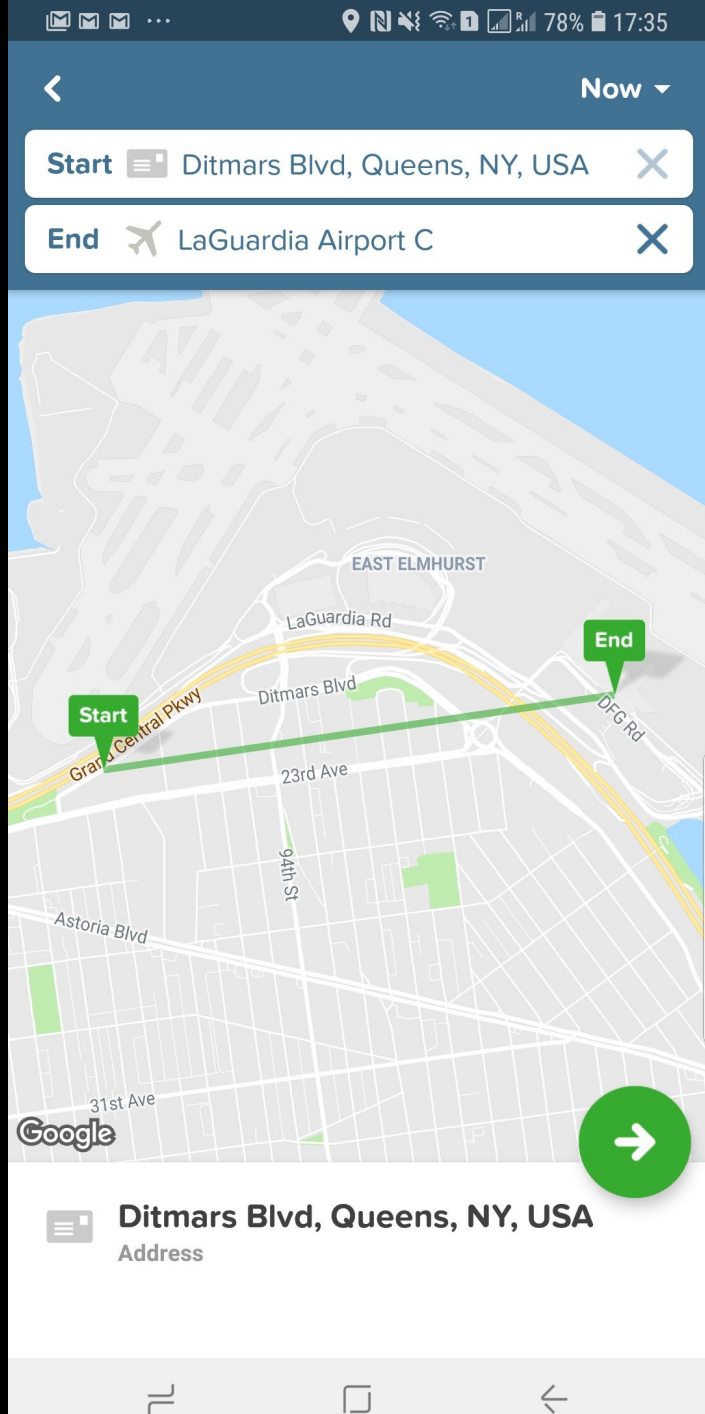 1 R 78% 17:35
Now
Start Ditmars Blvd, Queens, NY, USA
End LaGuardia Airport C
EAST ELMHURST
LaGuardia Rd
End
Ditmars Blvd
DFG Rd
Start
Grand Central Pkwy
23rd Ave
94th St
Astoria Blvd
31st Ave
Google
Ditmars Blvd, Queens, NY, USA
Address